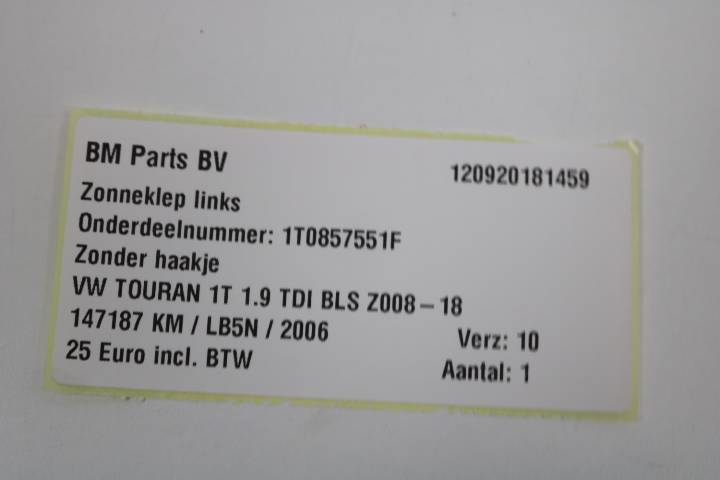 BM Parts BV 120920181459
Zonneklep links
Onderdeelnummer: 1T0857551F
Zonder haakje
VW TOURAN 1T 1.9 TDI BLS Z008-18
147187 KM / LB5N / 2006 Verz: 10
25 Euro incl. BTW Aantal: 1